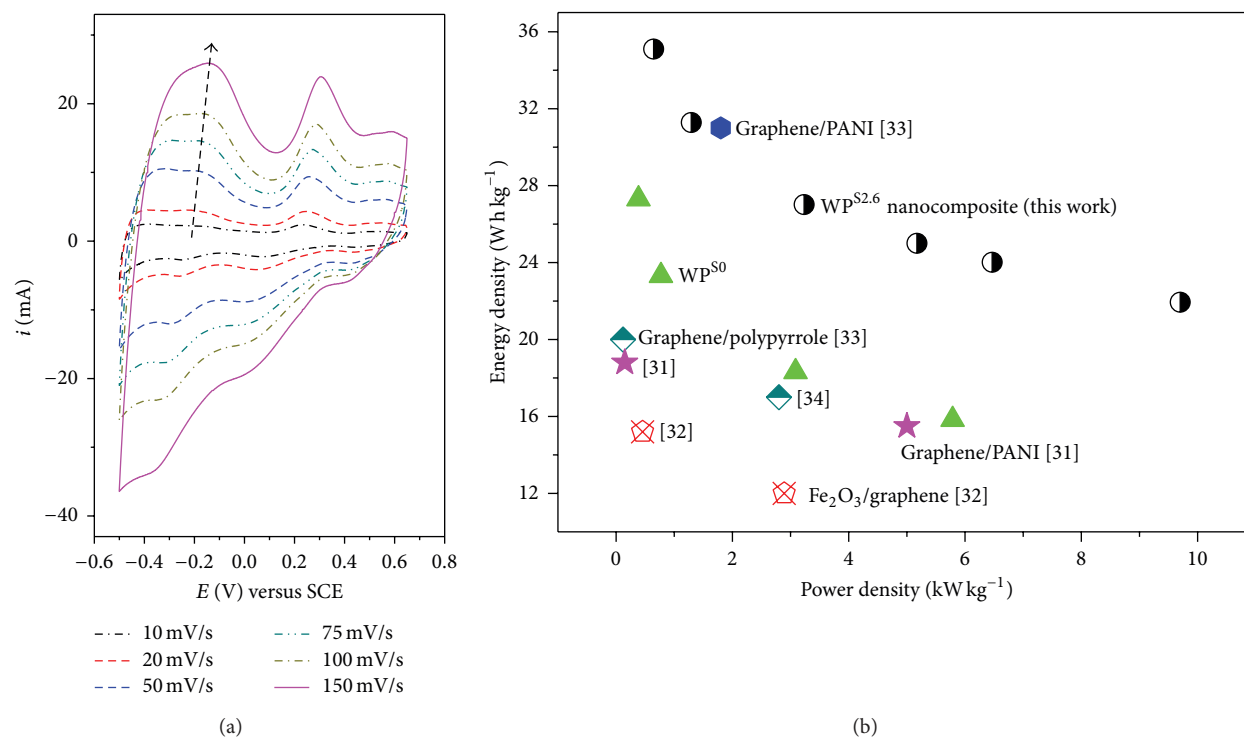 20
0
−20
−40
i (mA)
−0.6
−0.4
−0.2
0.0
0.2
0.4
0.6
0.8
E (V) versus SCE
10 mV/s
20 mV/s
50 mV/s
75 mV/s
100 mV/s
150 mV/s
(a)
36
32
28
24
20
16
12
Energy density (W h kg⁻¹)
Graphene/PANI [33]
WP^S2.6 nanocomposite (this work)
WP^S0
Graphene/polypyrrole [33]
[31]
[34]
[32]
Graphene/PANI [31]
Fe₂O₃/graphene [32]
0
2
4
6
8
10
Power density (kW kg⁻¹)
(b)